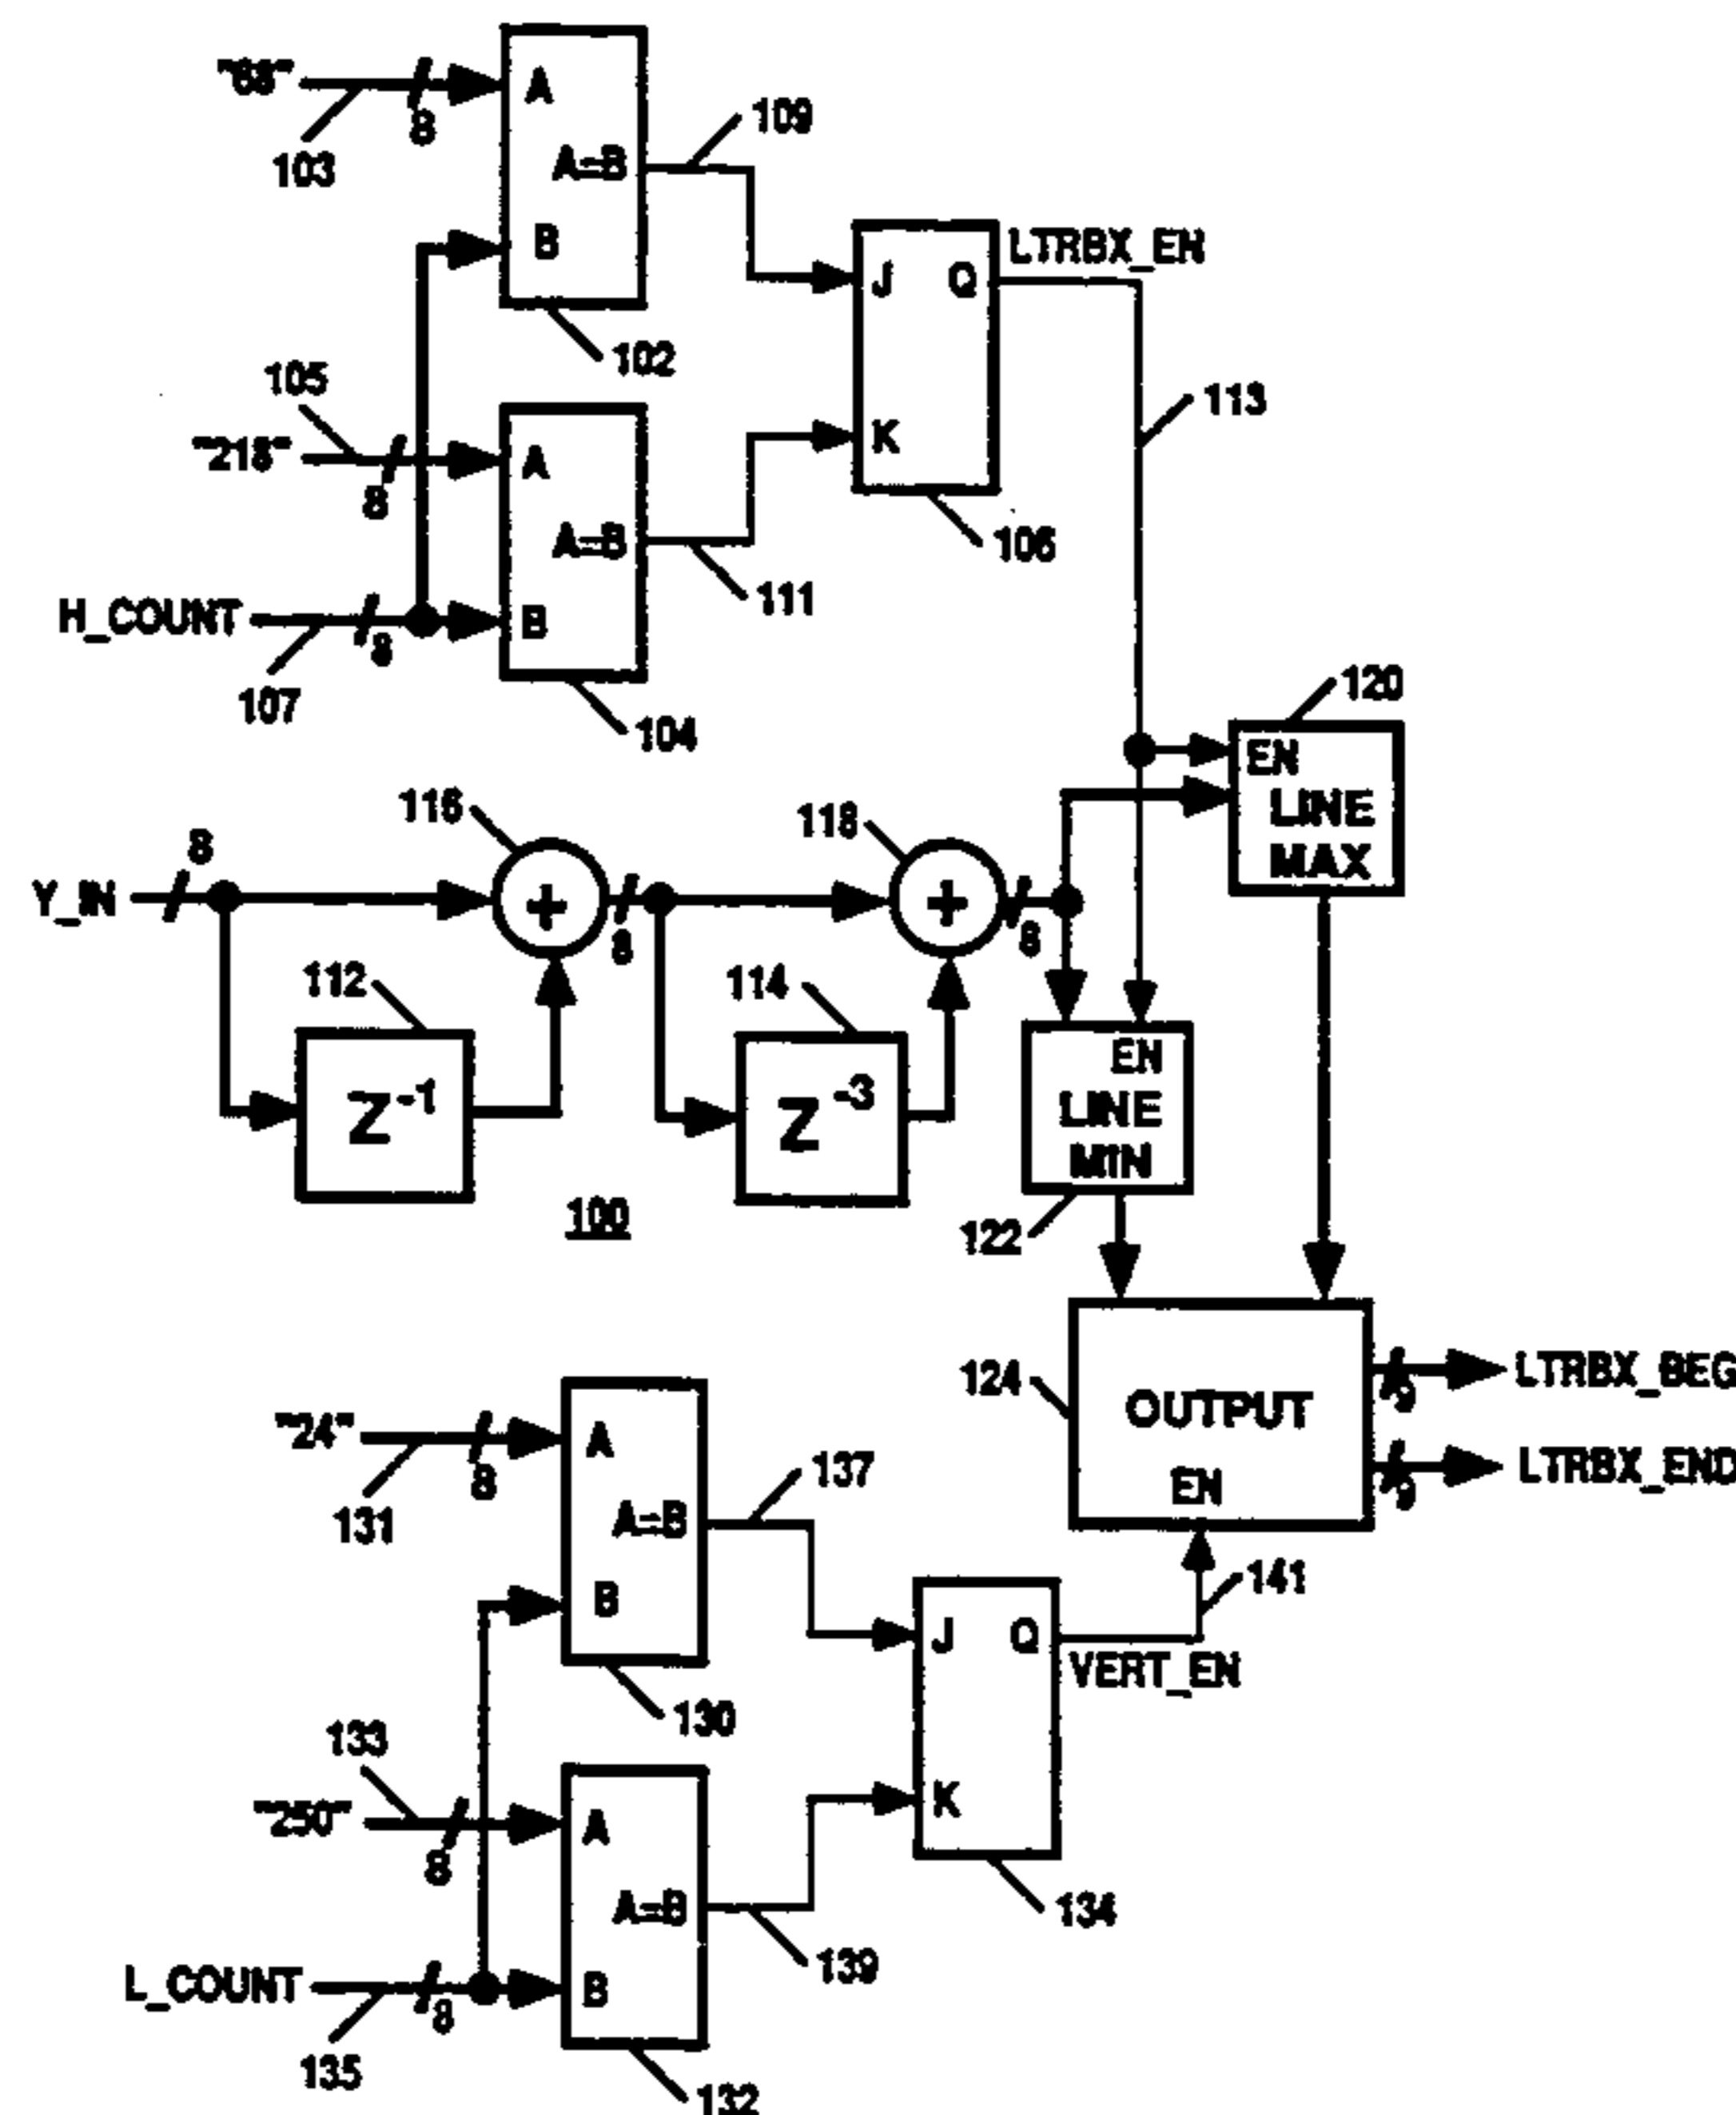 A
8
103
A=B
109
B
J
Q
LTRBX_EN
102
105
113
A
K
8
A=B
106
111
H_COUNT
8
B
107
104
120
EN
LINE
MAX
116
118
8
Y_IN
+
+
8
8
112
114
Z-1
Z-3
EN
LINE
MIN
100
122
124
OUTPUT
EN
9
LTRBX_BEG
9
LTRBX_END
"24"
8
131
A
A=B
B
137
141
J
Q
VERT_EN
130
133
"250"
8
A
K
A=B
134
139
L_COUNT
8
B
135
132